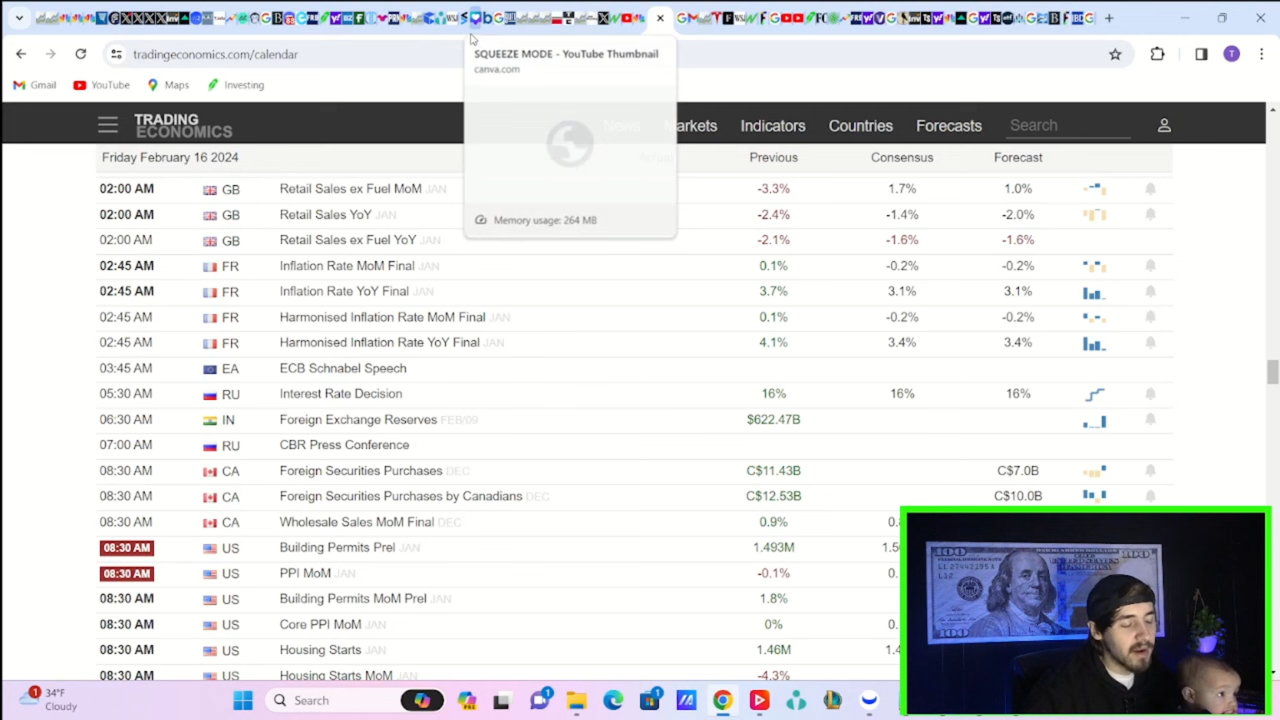 tradingeconomics.com/calendar
SQUEEZE MODE - YouTube Thumbnail
canva.com
Memory usage: 264 MB
Gmail YouTube Maps Investing
TRADING ECONOMICS
Markets Indicators Countries Forecasts Search
Friday February 16 2024 Previous Consensus Forecast
02:00 AM GB Retail Sales ex Fuel MoM JAN -3.3% 1.7% 1.0%
02:00 AM GB Retail Sales YoY JAN -2.4% -1.4% -2.0%
02:00 AM GB Retail Sales ex Fuel YoY JAN -2.1% -1.6% -1.6%
02:45 AM FR Inflation Rate MoM Final JAN 0.1% -0.2% -0.2%
02:45 AM FR Inflation Rate YoY Final JAN 3.7% 3.1% 3.1%
02:45 AM FR Harmonised Inflation Rate MoM Final JAN 0.1% -0.2% -0.2%
02:45 AM FR Harmonised Inflation Rate YoY Final JAN 4.1% 3.4% 3.4%
03:45 AM EA ECB Schnabel Speech
05:30 AM RU Interest Rate Decision 16% 16% 16%
06:30 AM IN Foreign Exchange Reserves FEB/09 $622.47B
07:00 AM RU CBR Press Conference
08:30 AM CA Foreign Securities Purchases DEC C$11.43B C$7.0B
08:30 AM CA Foreign Securities Purchases by Canadians DEC C$12.53B C$10.0B
08:30 AM CA Wholesale Sales MoM Final DEC 0.9%
08:30 AM US Building Permits Prel JAN 1.493M
08:30 AM US PPI MoM JAN -0.1%
08:30 AM US Building Permits MoM Prel JAN 1.8%
08:30 AM US Core PPI MoM JAN 0%
08:30 AM US Housing Starts JAN 1.46M
08:30 AM US Housing Starts MoM JAN -4.3%
34°F
Cloudy
Search